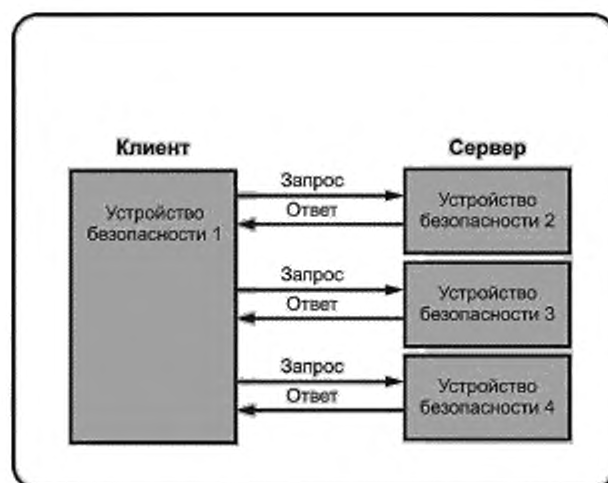 Клиент
Сервер
Устройство
безопасности 1
Запрос
Ответ
Устройство
безопасности 2
Запрос
Ответ
Устройство
безопасности 3
Запрос
Ответ
Устройство
безопасности 4